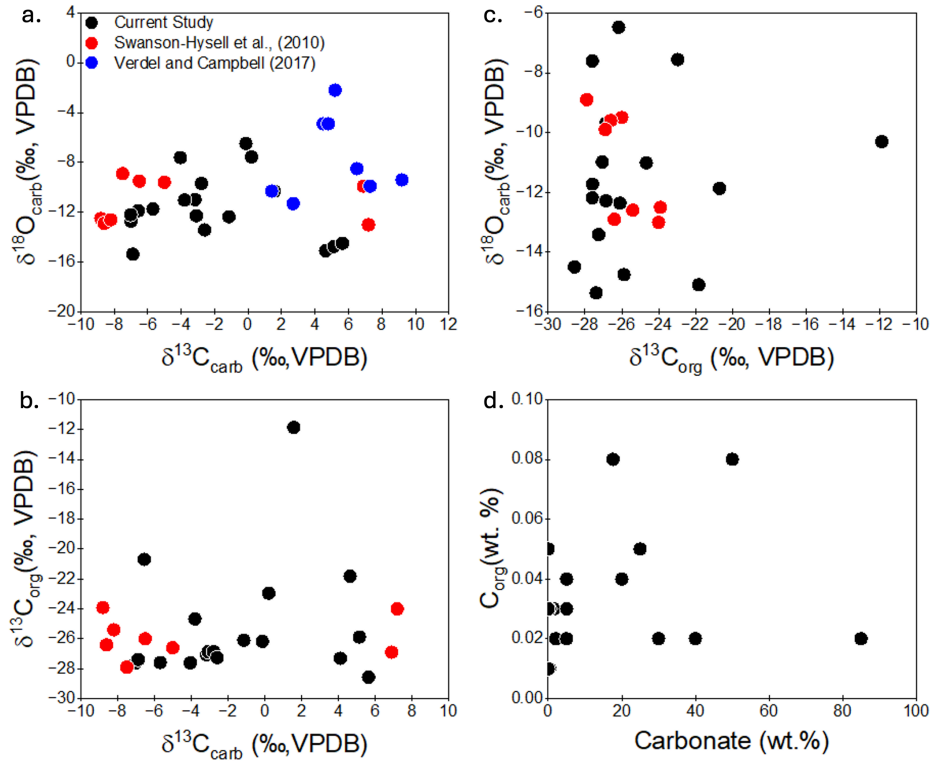 a.
4
0
−4
−8
−12
−16
−20
−10 −8 −6 −4 −2 0 2 4 6 8 10 12
δ18Ocarb(‰, VPDB)
δ13Ccarb (‰,VPDB)
Current Study
Swanson-Hysell et al., (2010)
Verdel and Campbell (2017)
c.
−6
−8
−10
−12
−14
−16
−30 −28 −26 −24 −22 −20 −18 −16 −14 −12 −10
δ18Ocarb(‰, VPDB)
δ13Corg (‰, VPDB)
b.
−10
−12
−14
−16
−18
−20
−22
−24
−26
−28
−30
−10 −8 −6 −4 −2 0 2 4 6 8 10
δ13Corg(‰, VPDB)
δ13Ccarb (‰,VPDB)
d.
0.10
0.08
0.06
0.04
0.02
0.00
0 20 40 60 80 100
Corg(wt. %)
Carbonate (wt.%)